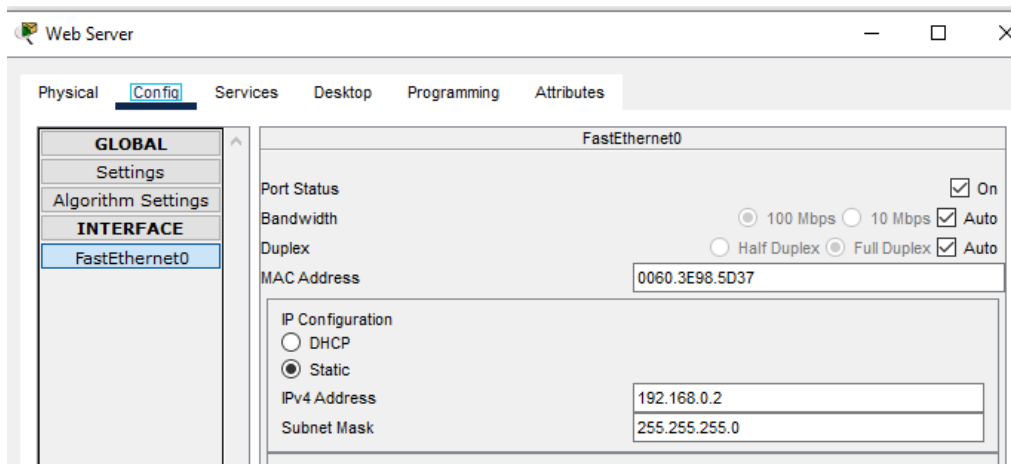 Web Server
Physical Config Services Desktop Programming Attributes
GLOBAL
Settings
Algorithm Settings
INTERFACE
FastEthernet0
FastEthernet0
Port Status On
Bandwidth 100 Mbps 10 Mbps Auto
Duplex Half Duplex Full Duplex Auto
MAC Address 0060.3E98.5D37
IP Configuration
DHCP
Static
IPv4 Address 192.168.0.2
Subnet Mask 255.255.255.0